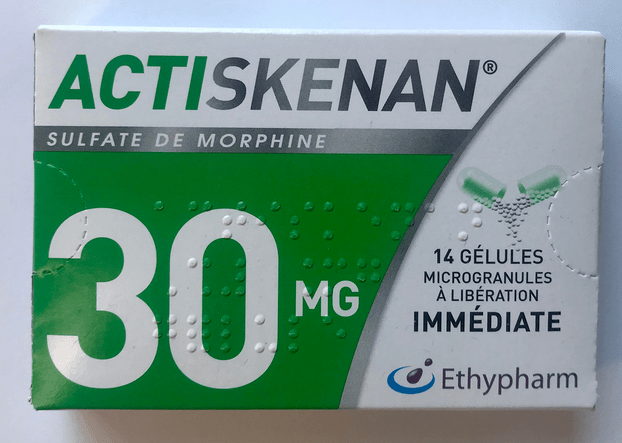 ACTISKENAN®
SULFATE DE MORPHINE
30 MG
14 GÉLULES
MICROGRANULES
À LIBÉRATION
IMMÉDIATE
Ethypharm